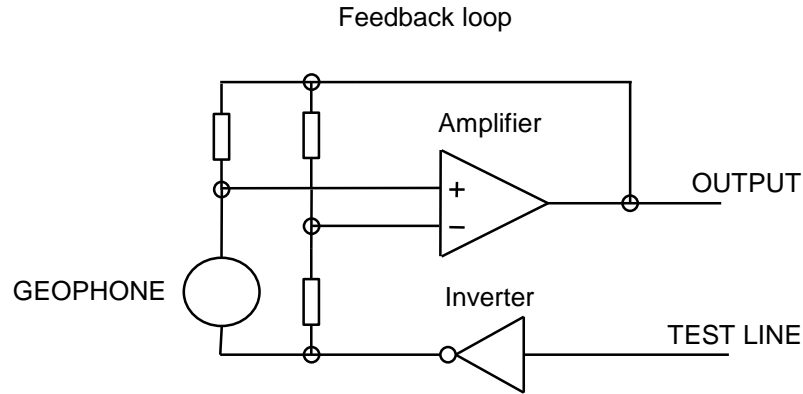 Feedback loop
Amplifier
+
−
OUTPUT
GEOPHONE
Inverter
TEST LINE